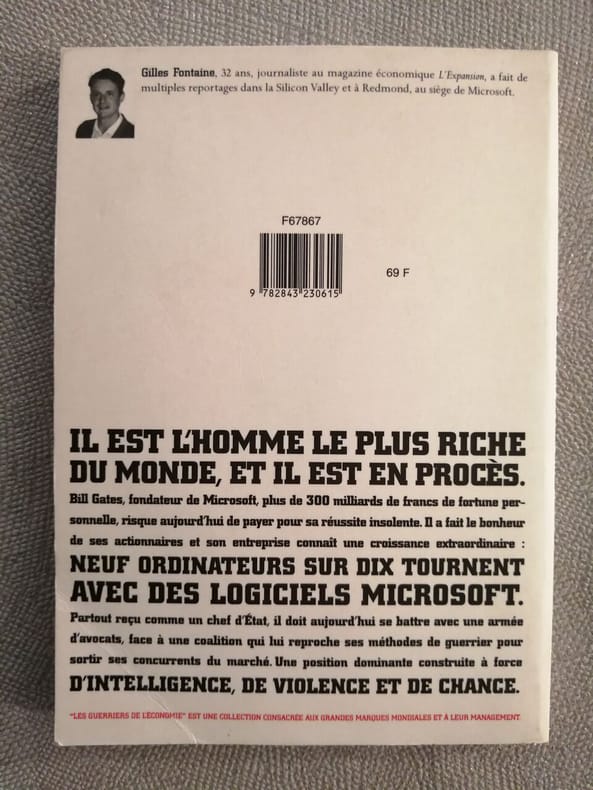 Gilles Fontaine, 32 ans, journaliste au magazine économique L'Expansion, a fait de
multiples reportages dans la Silicon Valley et à Redmond, au siège de Microsoft.
F67867
9 782843 230615
69 F
IL EST L'HOMME LE PLUS RICHE
DU MONDE, ET IL EST EN PROCÈS.
Bill Gates, fondateur de Microsoft, plus de 300 milliards de francs de fortune per-
sonnelle, risque aujourd'hui de payer pour sa réussite insolente. Il a fait le bonheur
de ses actionnaires et son entreprise connaît une croissance extraordinaire :
NEUF ORDINATEURS SUR DIX TOURNENT
AVEC DES LOGICIELS MICROSOFT.
Partout reçu comme un chef d'État, il doit aujourd'hui se battre avec une armée
d'avocats, face à une coalition qui lui reproche ses méthodes de guerrier pour
sortir ses concurrents du marché. Une position dominante construite à force
D'INTELLIGENCE, DE VIOLENCE ET DE CHANCE.
"LES GUERRIERS DE L'ÉCONOMIE" EST UNE COLLECTION CONSACRÉE AUX GRANDES MARQUES MONDIALES ET À LEUR MANAGEMENT.